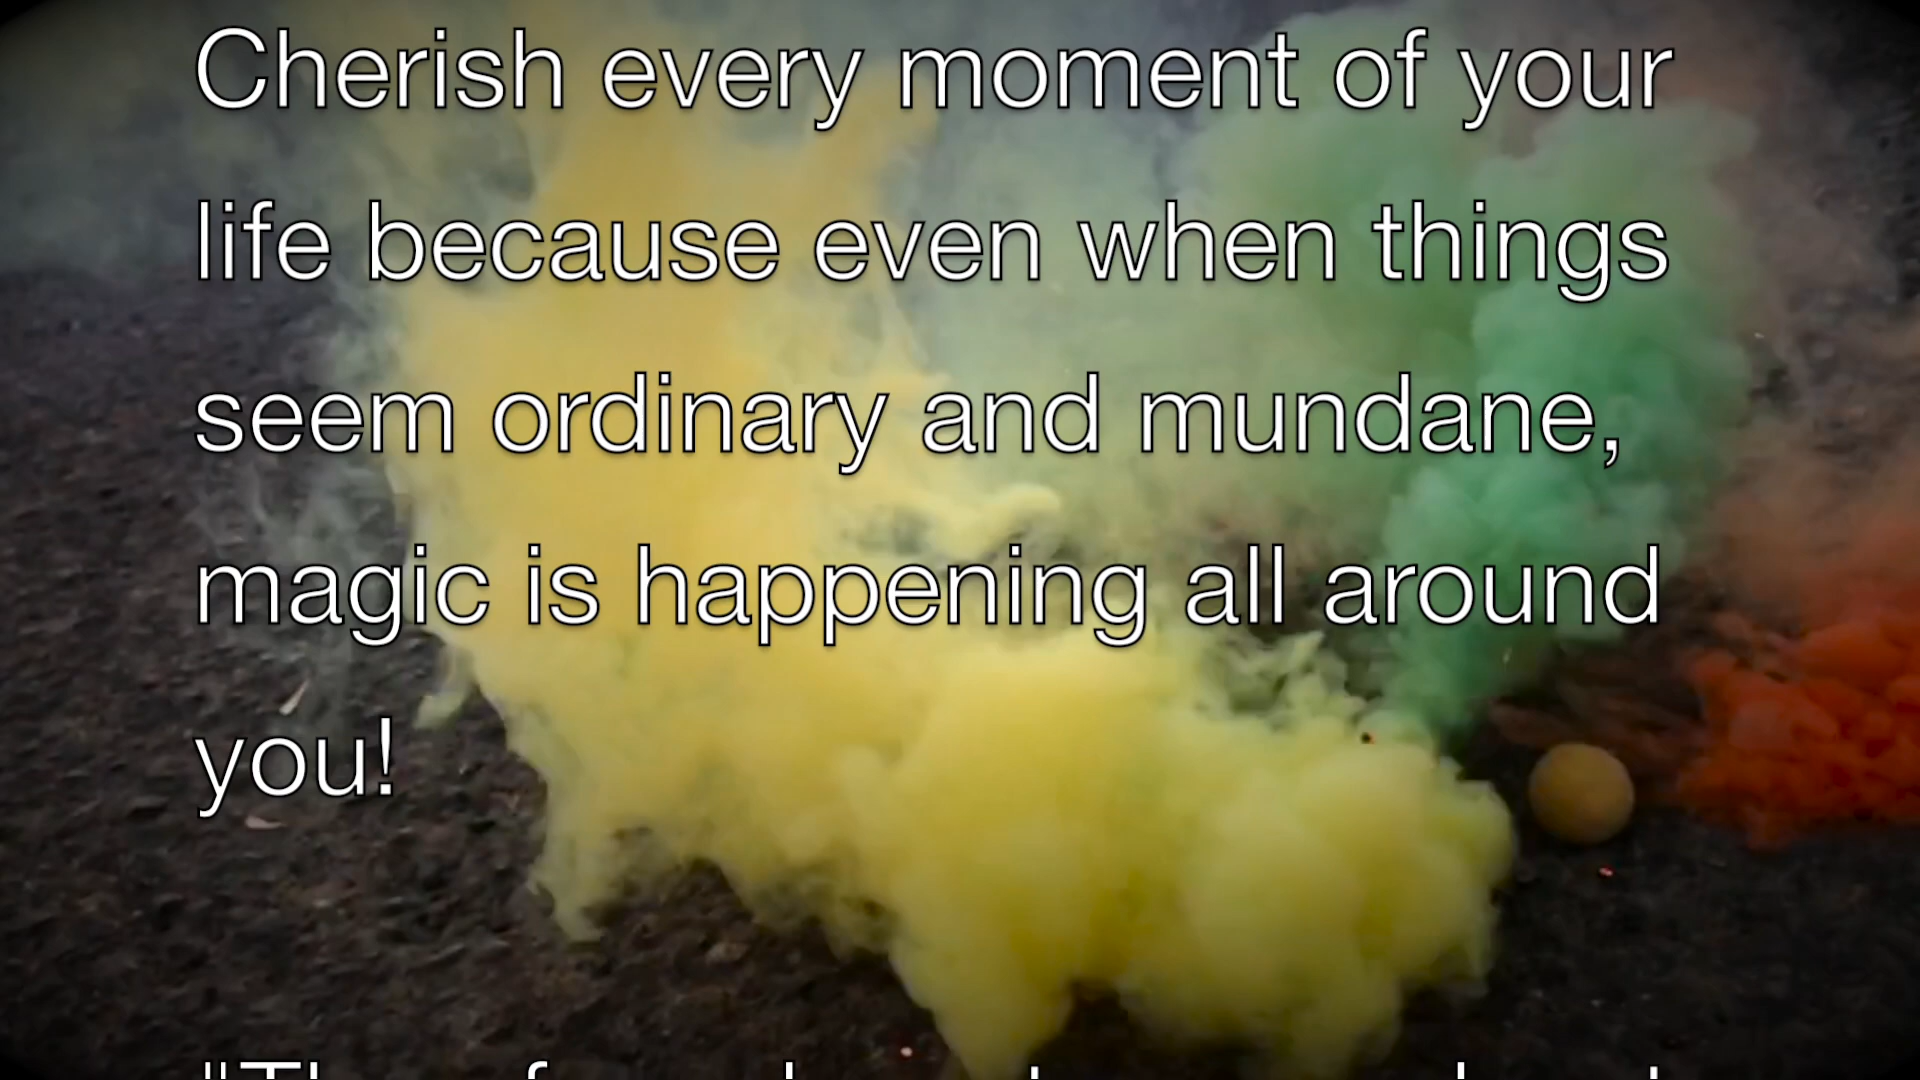 Cherish every moment of your
life because even when things
seem ordinary and mundane,
magic is happening all around
you!